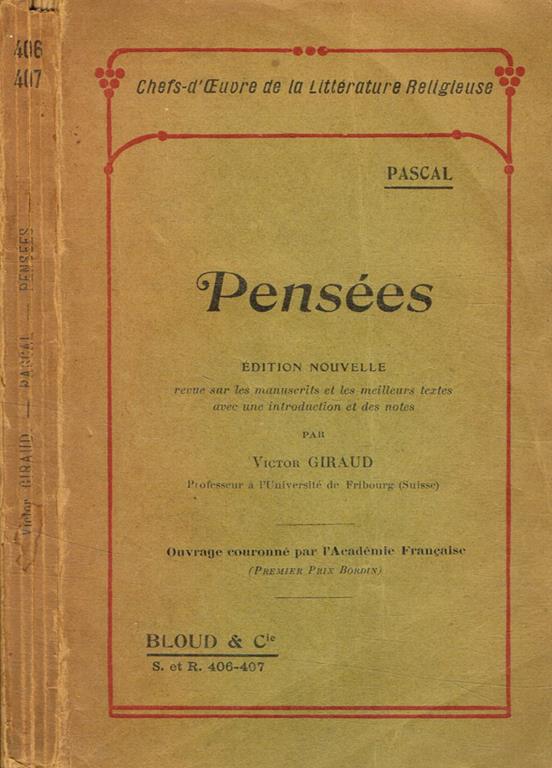 406
407
Victor GIRAUD — PASCAL — PENSÉES
Chefs-d'Œuvre de la Littérature Religieuse
PASCAL
Pensées
ÉDITION NOUVELLE
revue sur les manuscrits et les meilleurs textes
avec une introduction et des notes
PAR
VICTOR GIRAUD
Professeur à l'Université de Fribourg (Suisse)
Ouvrage couronné par l'Académie Française
(PREMIER PRIX BORDIN)
BLOUD & Cie
S. et R. 406-407